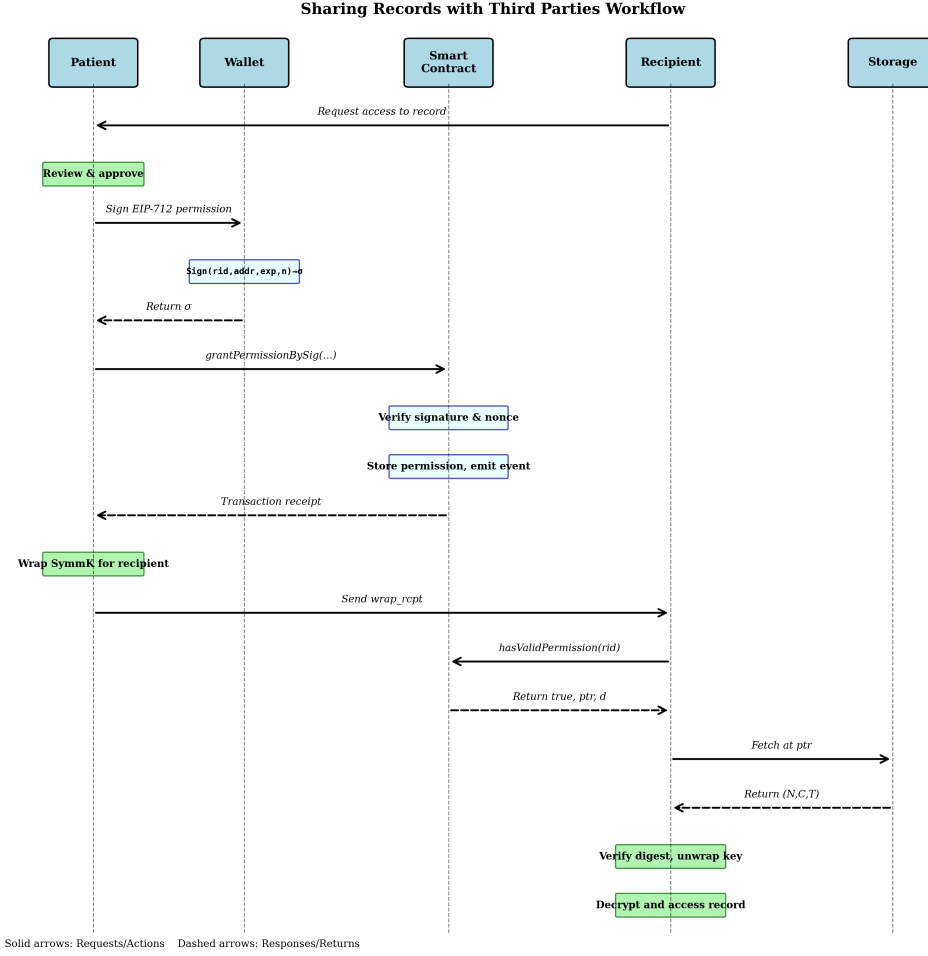 Sharing Records with Third Parties Workflow
Patient
Wallet
Smart
Contract
Recipient
Storage
Request access to record
Review & approve
Sign EIP-712 permission
Sign(rid,addr,exp,n)→σ
Return σ
grantPermissionBySig(...)
Verify signature & nonce
Store permission, emit event
Transaction receipt
Wrap SymmK for recipient
Send wrap_rcpt
hasValidPermission(rid)
Return true, ptr, d
Fetch at ptr
Return (N,C,T)
Verify digest, unwrap key
Decrypt and access record
Solid arrows: Requests/Actions    Dashed arrows: Responses/Returns